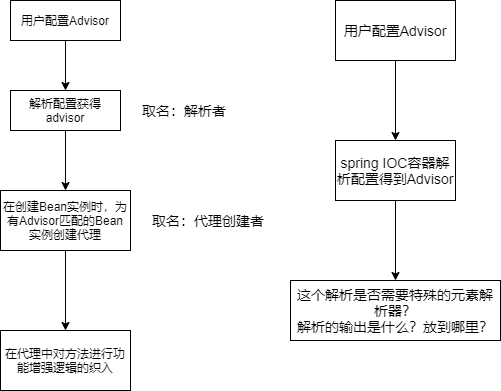 用户配置Advisor
解析配置获得
advisor
取名：解析者
在创建Bean实例时，为
有Advisor匹配的Bean
实例创建代理
取名：代理创建者
在代理中对方法进行功
能增强逻辑的织入
用户配置Advisor
spring IOC容器解
析配置得到Advisor
这个解析是否需要特殊的元素解
析器？
解析的输出是什么？放到哪里？